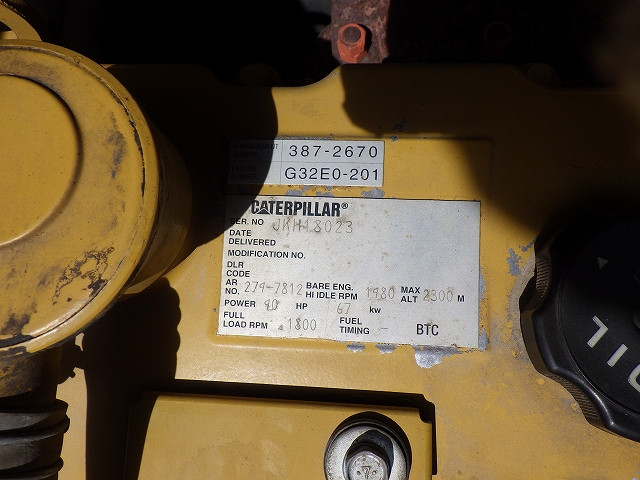 387-2670
G32E0-201
CATERPILLAR®
SER. NO JKH18023
DATE
DELIVERED
MODIFICATION NO.
DLR
CODE
AR
NO. 279-7812 BARE ENG. HI IDLE RPM 1980 MAX ALT 2300 M
POWER 90 HP 67 kw
FULL
LOAD RPM 1800 FUEL TIMING - BTC
OIL
7